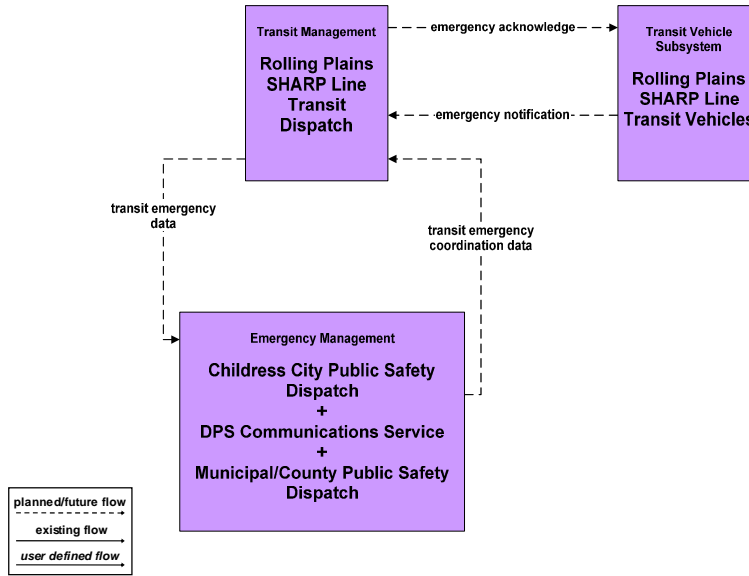 Transit Management
Rolling Plains
SHARP Line
Transit
Dispatch
emergency acknowledge
emergency notification
Transit Vehicle
Subsystem
Rolling Plains
SHARP Line
Transit Vehicles
transit emergency
data
transit emergency
coordination data
Emergency Management
Childress City Public Safety
Dispatch
+
DPS Communications Service
+
Municipal/County Public Safety
Dispatch
planned/future flow
existing flow
user defined flow